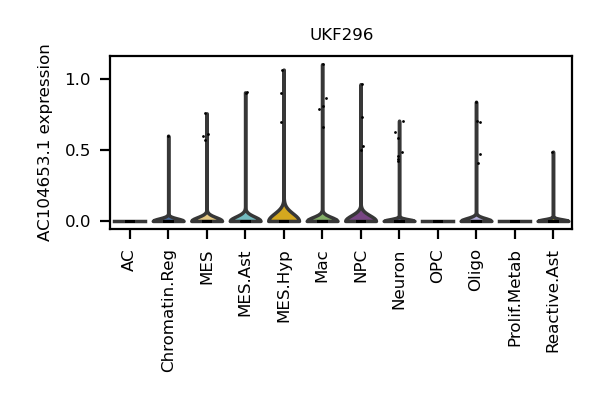 UKF296
AC104653.1 expression
1.0
0.5
0.0
AC
Chromatin.Reg
MES
MES.Ast
MES.Hyp
Mac
NPC
Neuron
OPC
Oligo
Prolif.Metab
Reactive.Ast